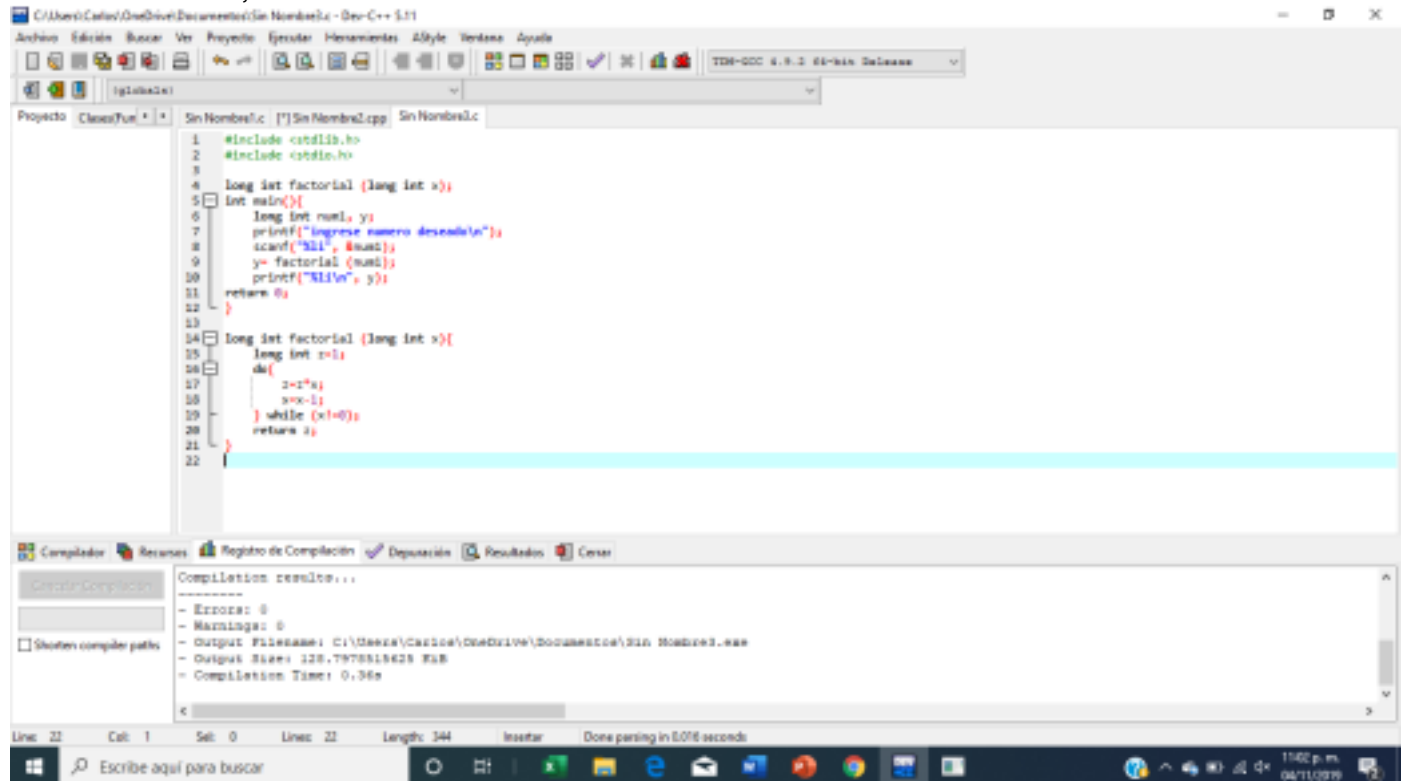 C:\Users\Carlos\OneDrive\Documentos\Sin Nombre3.c - Dev-C++ 5.11
Archivo Edición Buscar Ver Proyecto Ejecutar Herramientas AStyle Ventana Ayuda
TDM-GCC 4.9.2 64-bit Release
(globals)
Proyecto Clases/Fun Sin Nombre1.c [*] Sin Nombre2.cpp Sin Nombre3.c
1 #include <stdlib.h>
2 #include <stdio.h>
3
4 long int factorial (long int x);
5 int main(){
6 long int num1, y;
7 printf("ingrese numero deseado\n");
8 scanf("%li", &num1);
9 y= factorial (num1);
10 printf("%li\n", y);
11 return 0;
12 }
13
14 long int factorial (long int x){
15 long int z=1;
16 do{
17 z=z*x;
18 x=x-1;
19 } while (x!=0);
20 return z;
21 }
22
Compilador Recursos Registro de Compilación Depuración Resultados Cerrar
Compilation results...
--------
- Errors: 0
- Warnings: 0
- Output Filename: C:\Users\Carlos\OneDrive\Documentos\Sin Nombre3.exe
Shorten compiler paths
- Output Size: 128.7978515625 KiB
- Compilation Time: 0.36s
Line: 22 Col: 1 Sel: 0 Lines: 22 Length: 344 Insertar Done parsing in 0.016 seconds
Escribe aquí para buscar
11:02 p. m.
04/11/2019